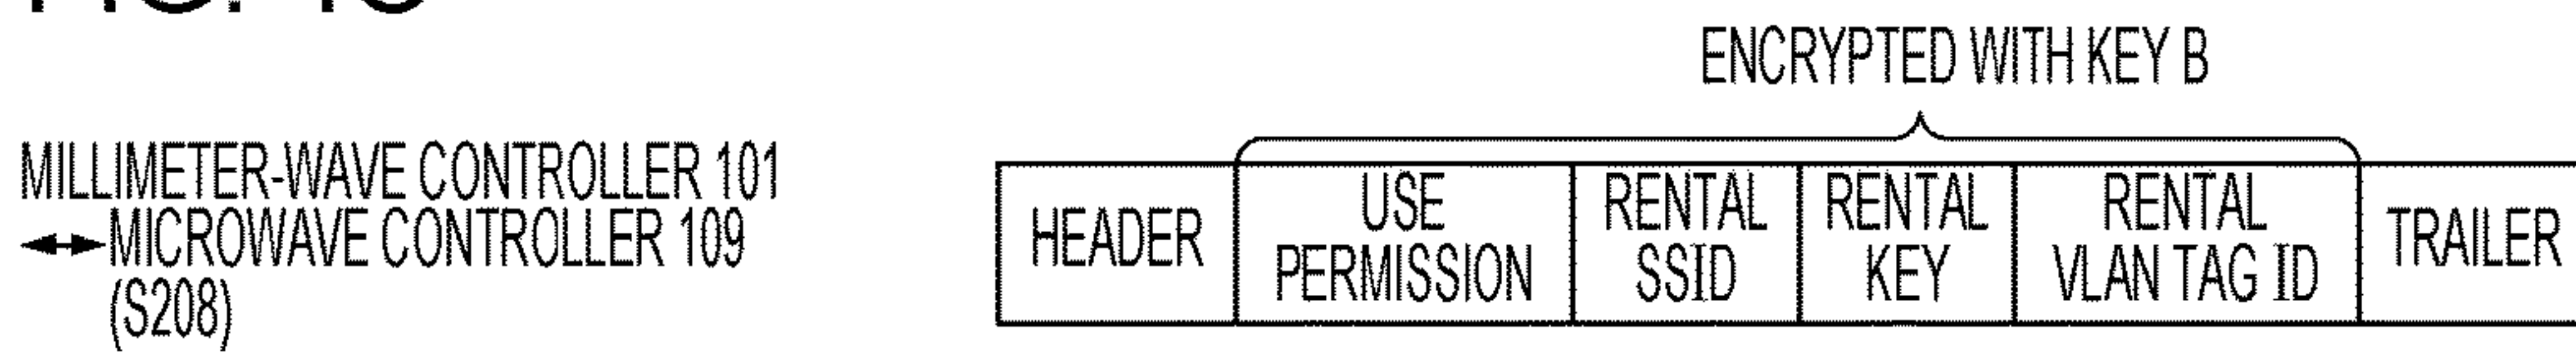 ENCRYPTED WITH KEY B
MILLIMETER-WAVE CONTROLLER 101
MICROWAVE CONTROLLER 109
(S208)
HEADER
USE
PERMISSION
RENTAL
SSID
RENTAL
KEY
RENTAL
VLAN TAG ID
TRAILER